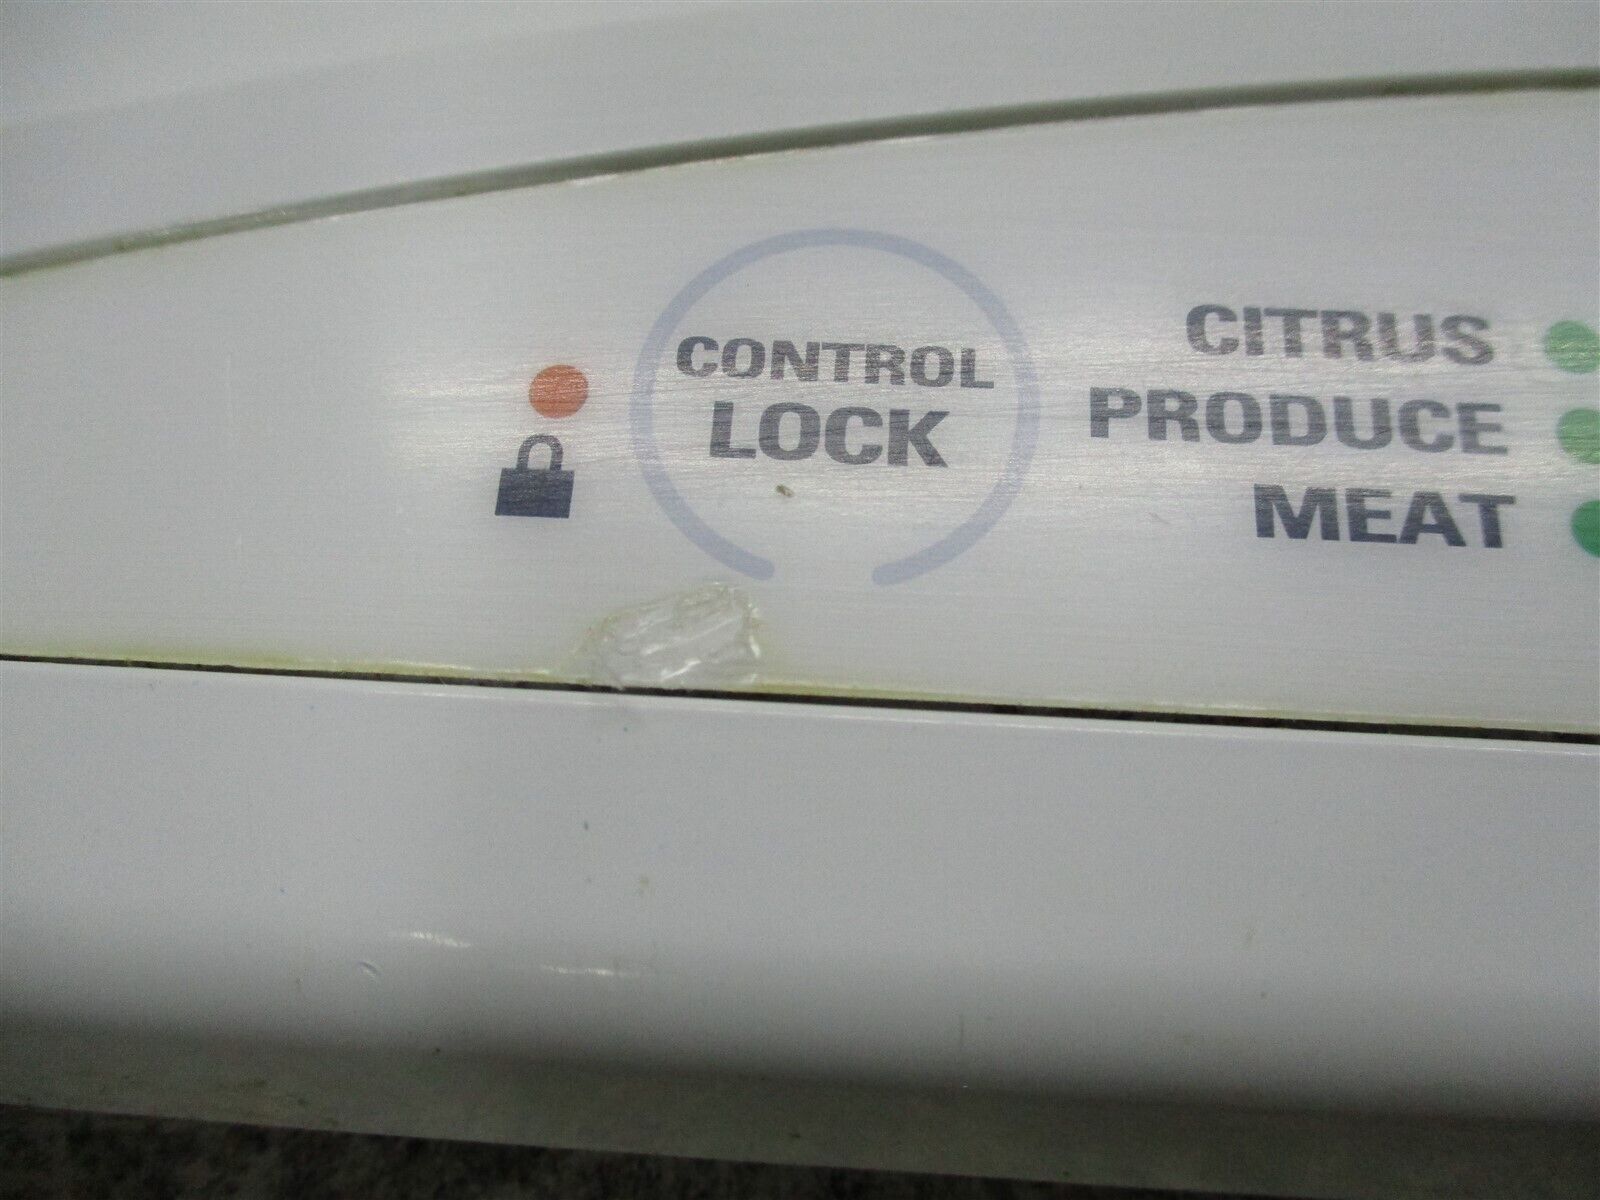 CONTROL
LOCK
CITRUS
PRODUCE
MEAT